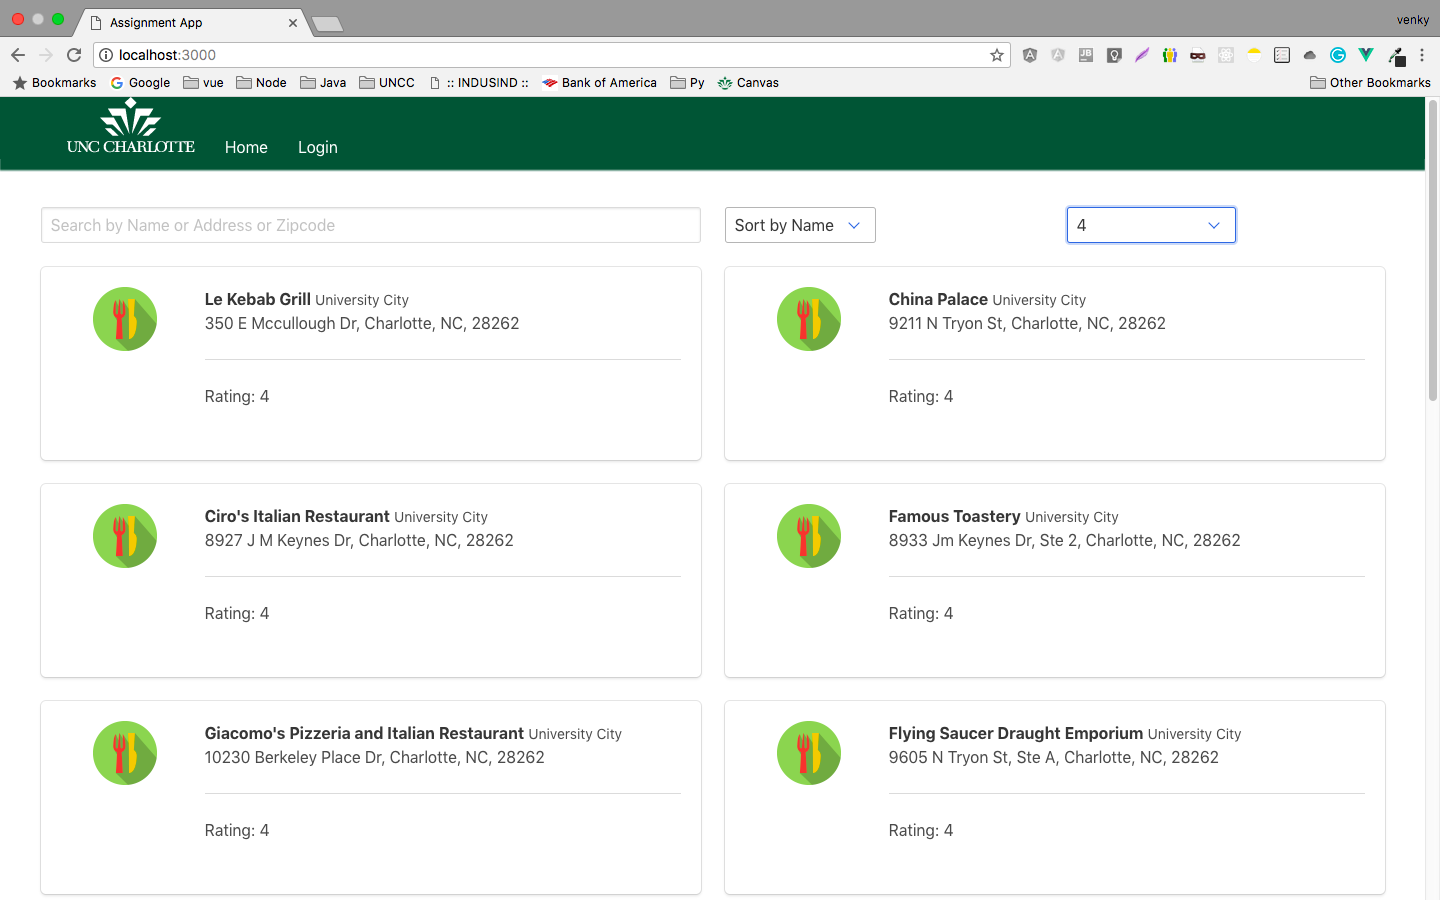 Assignment App
venky
localhost:3000
Bookmarks Google vue Node Java UNCC :: INDUSIND :: Bank of America Py Canvas Other Bookmarks
UNC CHARLOTTE Home Login
Search by Name or Address or Zipcode Sort by Name 4
Le Kebab Grill University City
350 E Mccullough Dr, Charlotte, NC, 28262
Rating: 4
China Palace University City
9211 N Tryon St, Charlotte, NC, 28262
Rating: 4
Ciro's Italian Restaurant University City
8927 J M Keynes Dr, Charlotte, NC, 28262
Rating: 4
Famous Toastery University City
8933 Jm Keynes Dr, Ste 2, Charlotte, NC, 28262
Rating: 4
Giacomo's Pizzeria and Italian Restaurant University City
10230 Berkeley Place Dr, Charlotte, NC, 28262
Rating: 4
Flying Saucer Draught Emporium University City
9605 N Tryon St, Ste A, Charlotte, NC, 28262
Rating: 4